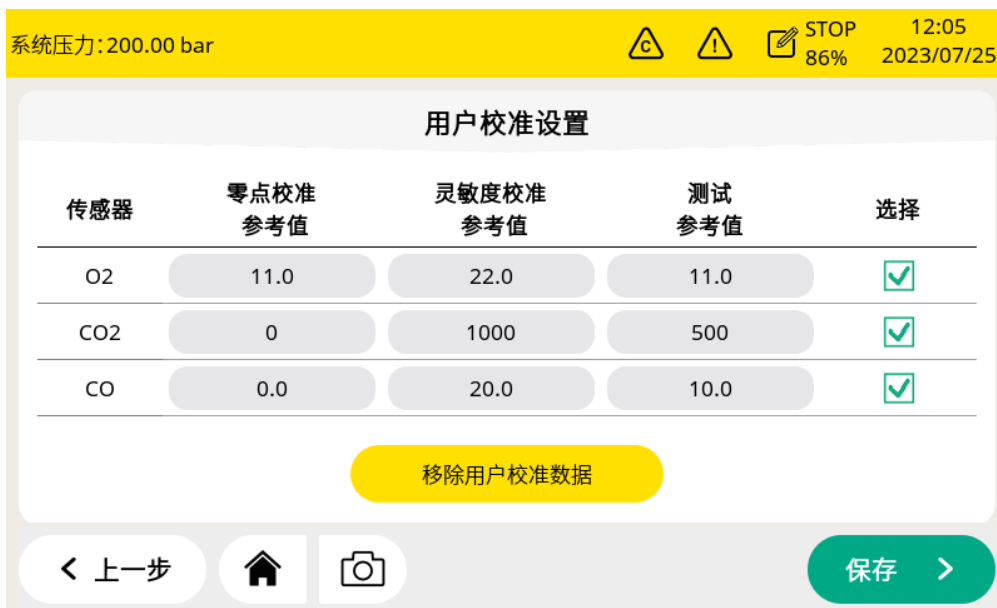 系统压力：200.00 bar
C
!
STOP
86%
12:05
2023/07/25
用户校准设置
传感器
零点校准
参考值
灵敏度校准
参考值
测试
参考值
选择
O2 11.0 22.0 11.0
CO2 0 1000 500
CO 0.0 20.0 10.0
移除用户校准数据
上一步
保存